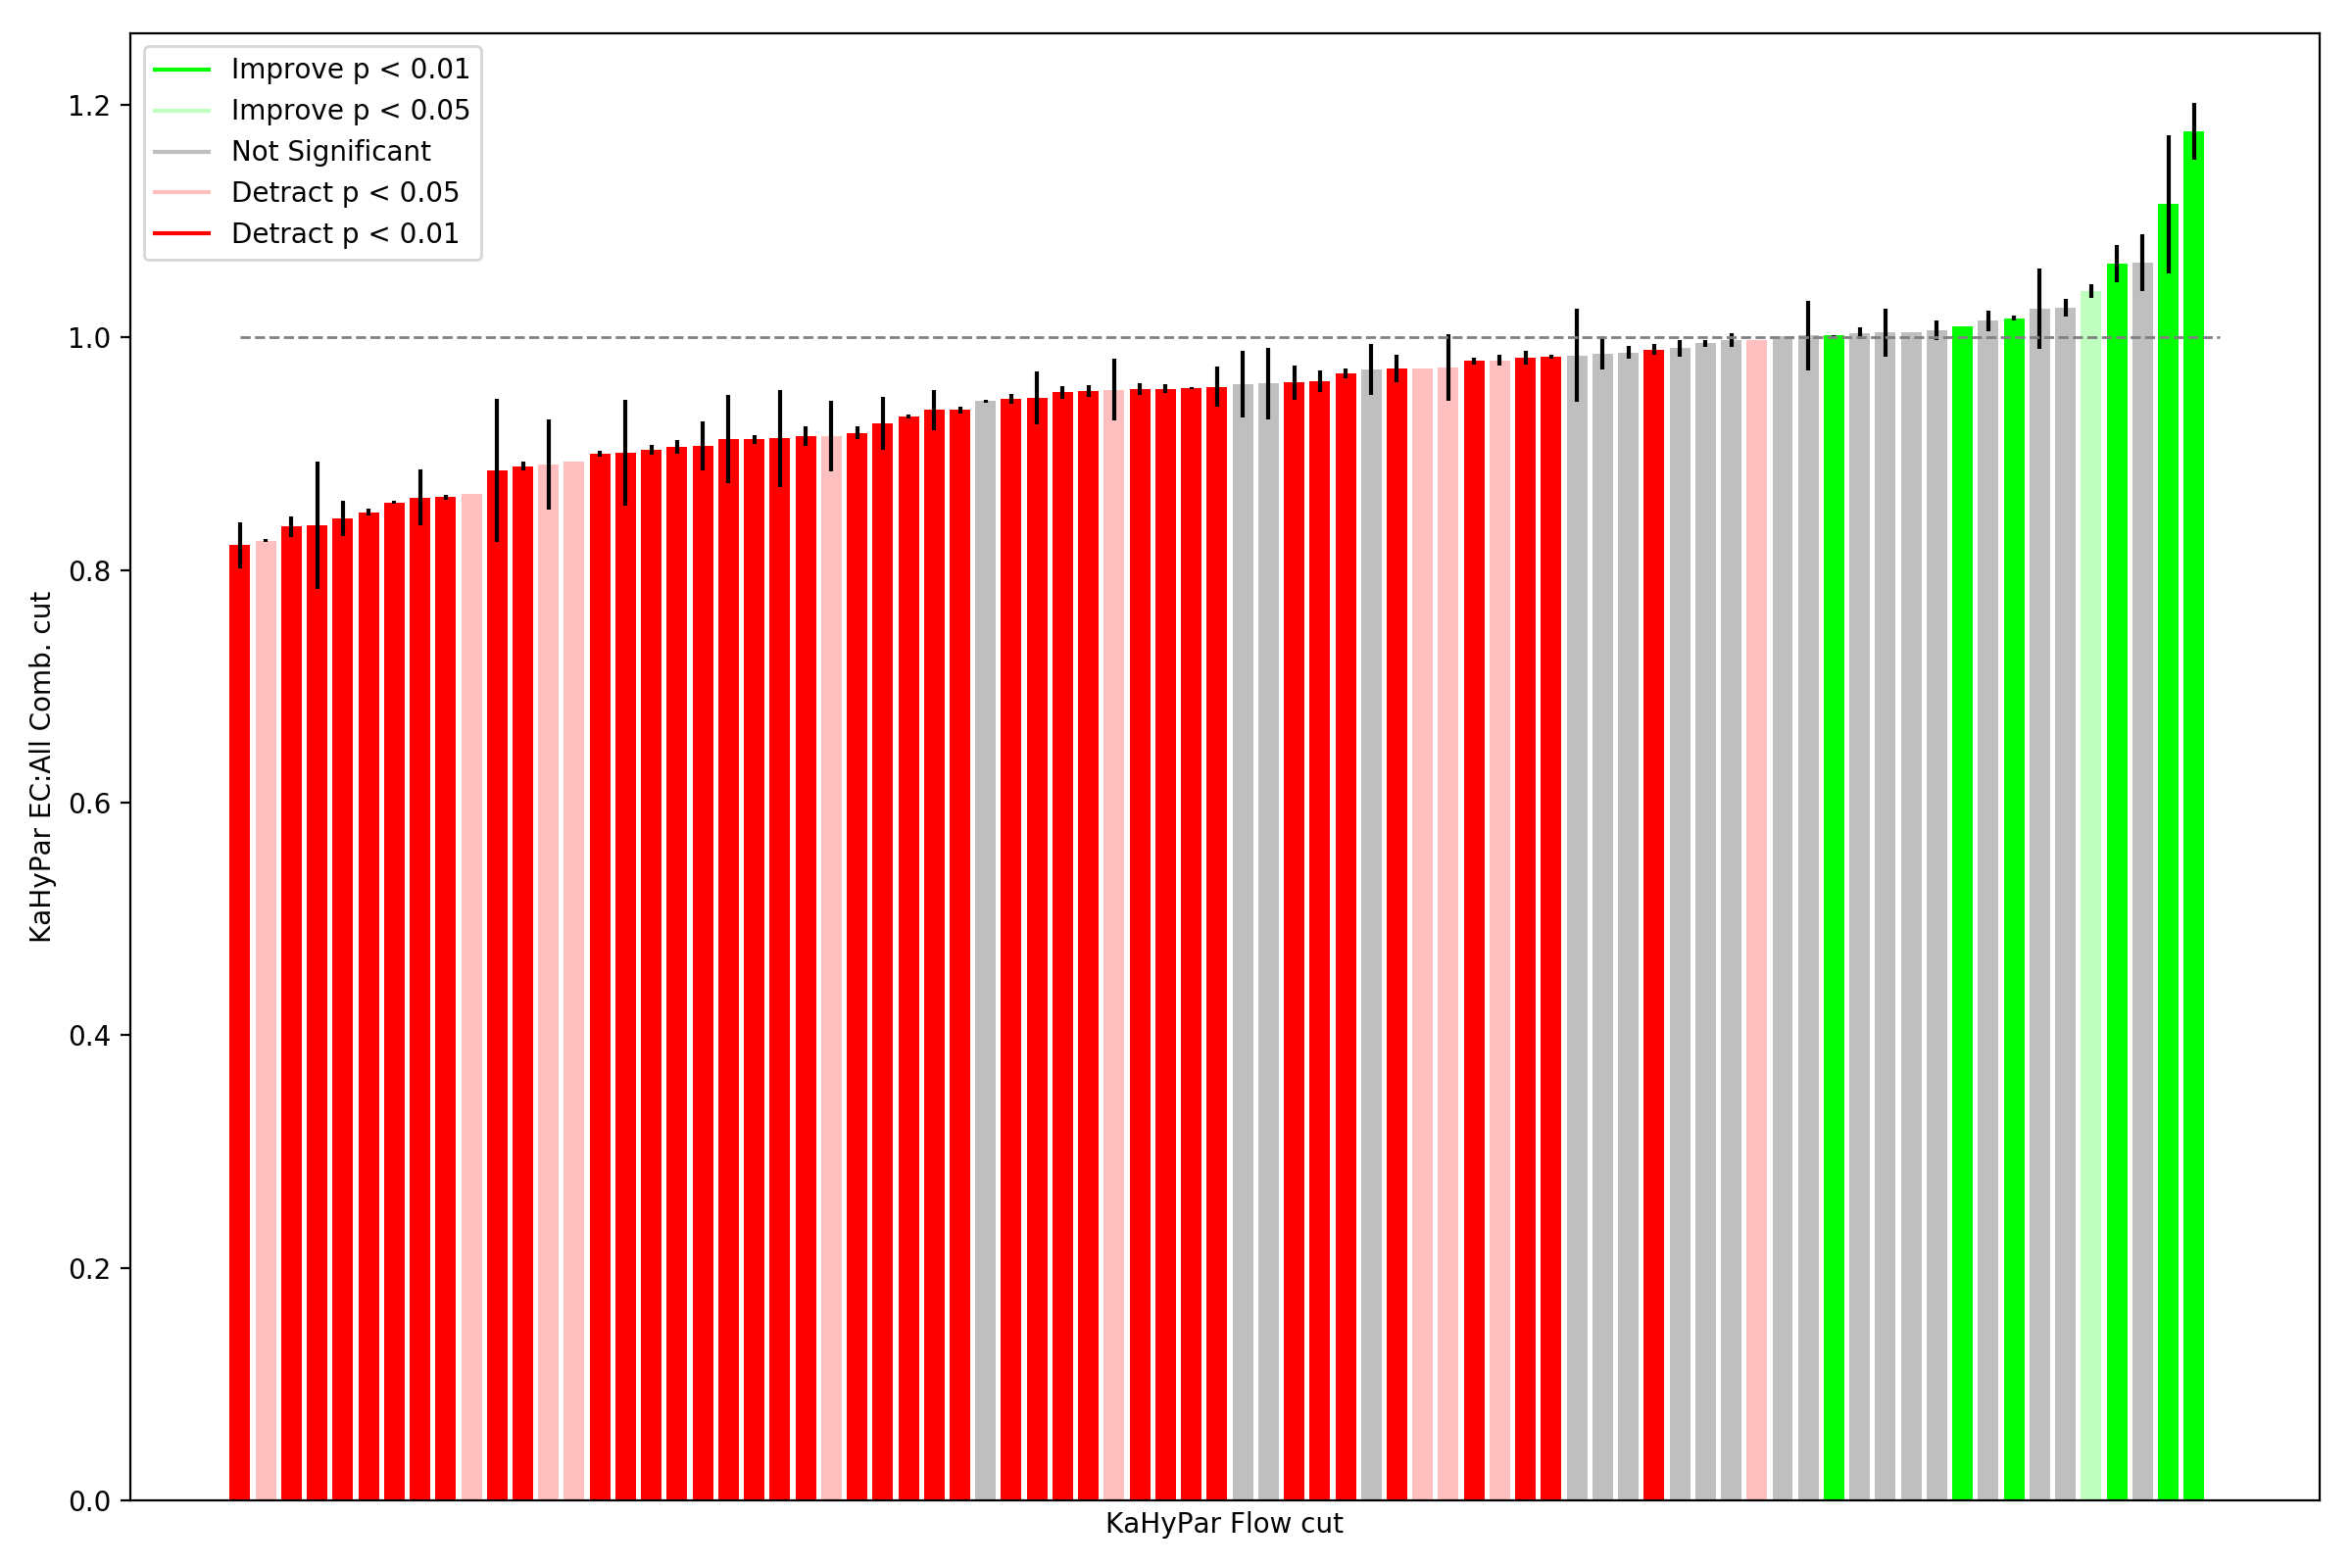 Improve p < 0.01
Improve p < 0.05
Not Significant
Detract p < 0.05
Detract p < 0.01
1.2
1.0
0.8
0.6
0.4
0.2
0.0
KaHyPar EC:All Comb. cut
KaHyPar Flow cut